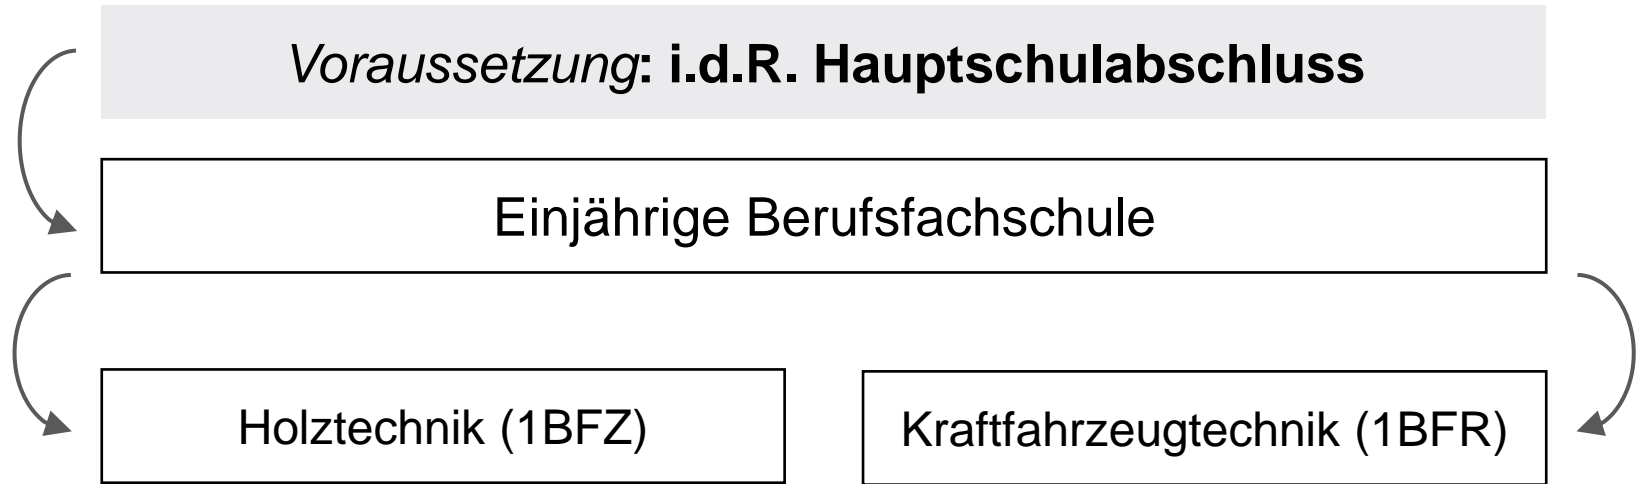 Voraussetzung: i.d.R. Hauptschulabschluss
Einjährige Berufsfachschule
Holztechnik (1BFZ)
Kraftfahrzeugtechnik (1BFR)